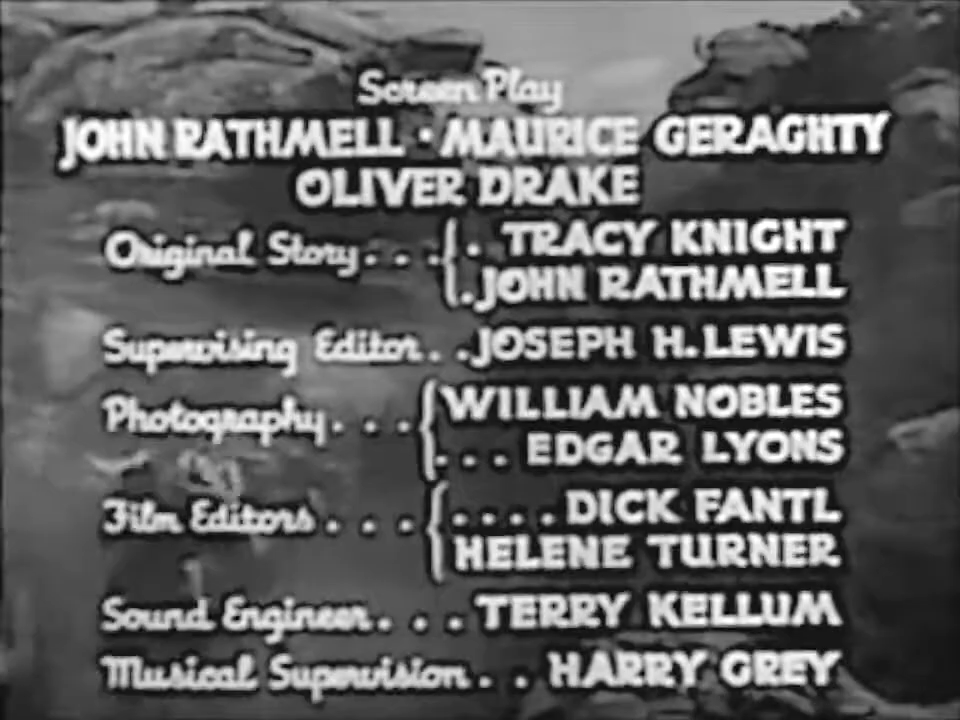 Screen Play
JOHN RATHMELL · MAURICE GERAGHTY
OLIVER DRAKE
Original Story . . . { . TRACY KNIGHT
. JOHN RATHMELL
Supervising Editor . . JOSEPH H. LEWIS
Photography . . . { WILLIAM NOBLES
. . . EDGAR LYONS
Film Editors . . . { . . . . DICK FANTL
HELENE TURNER
Sound Engineer . . . TERRY KELLUM
Musical Supervision . . HARRY GREY